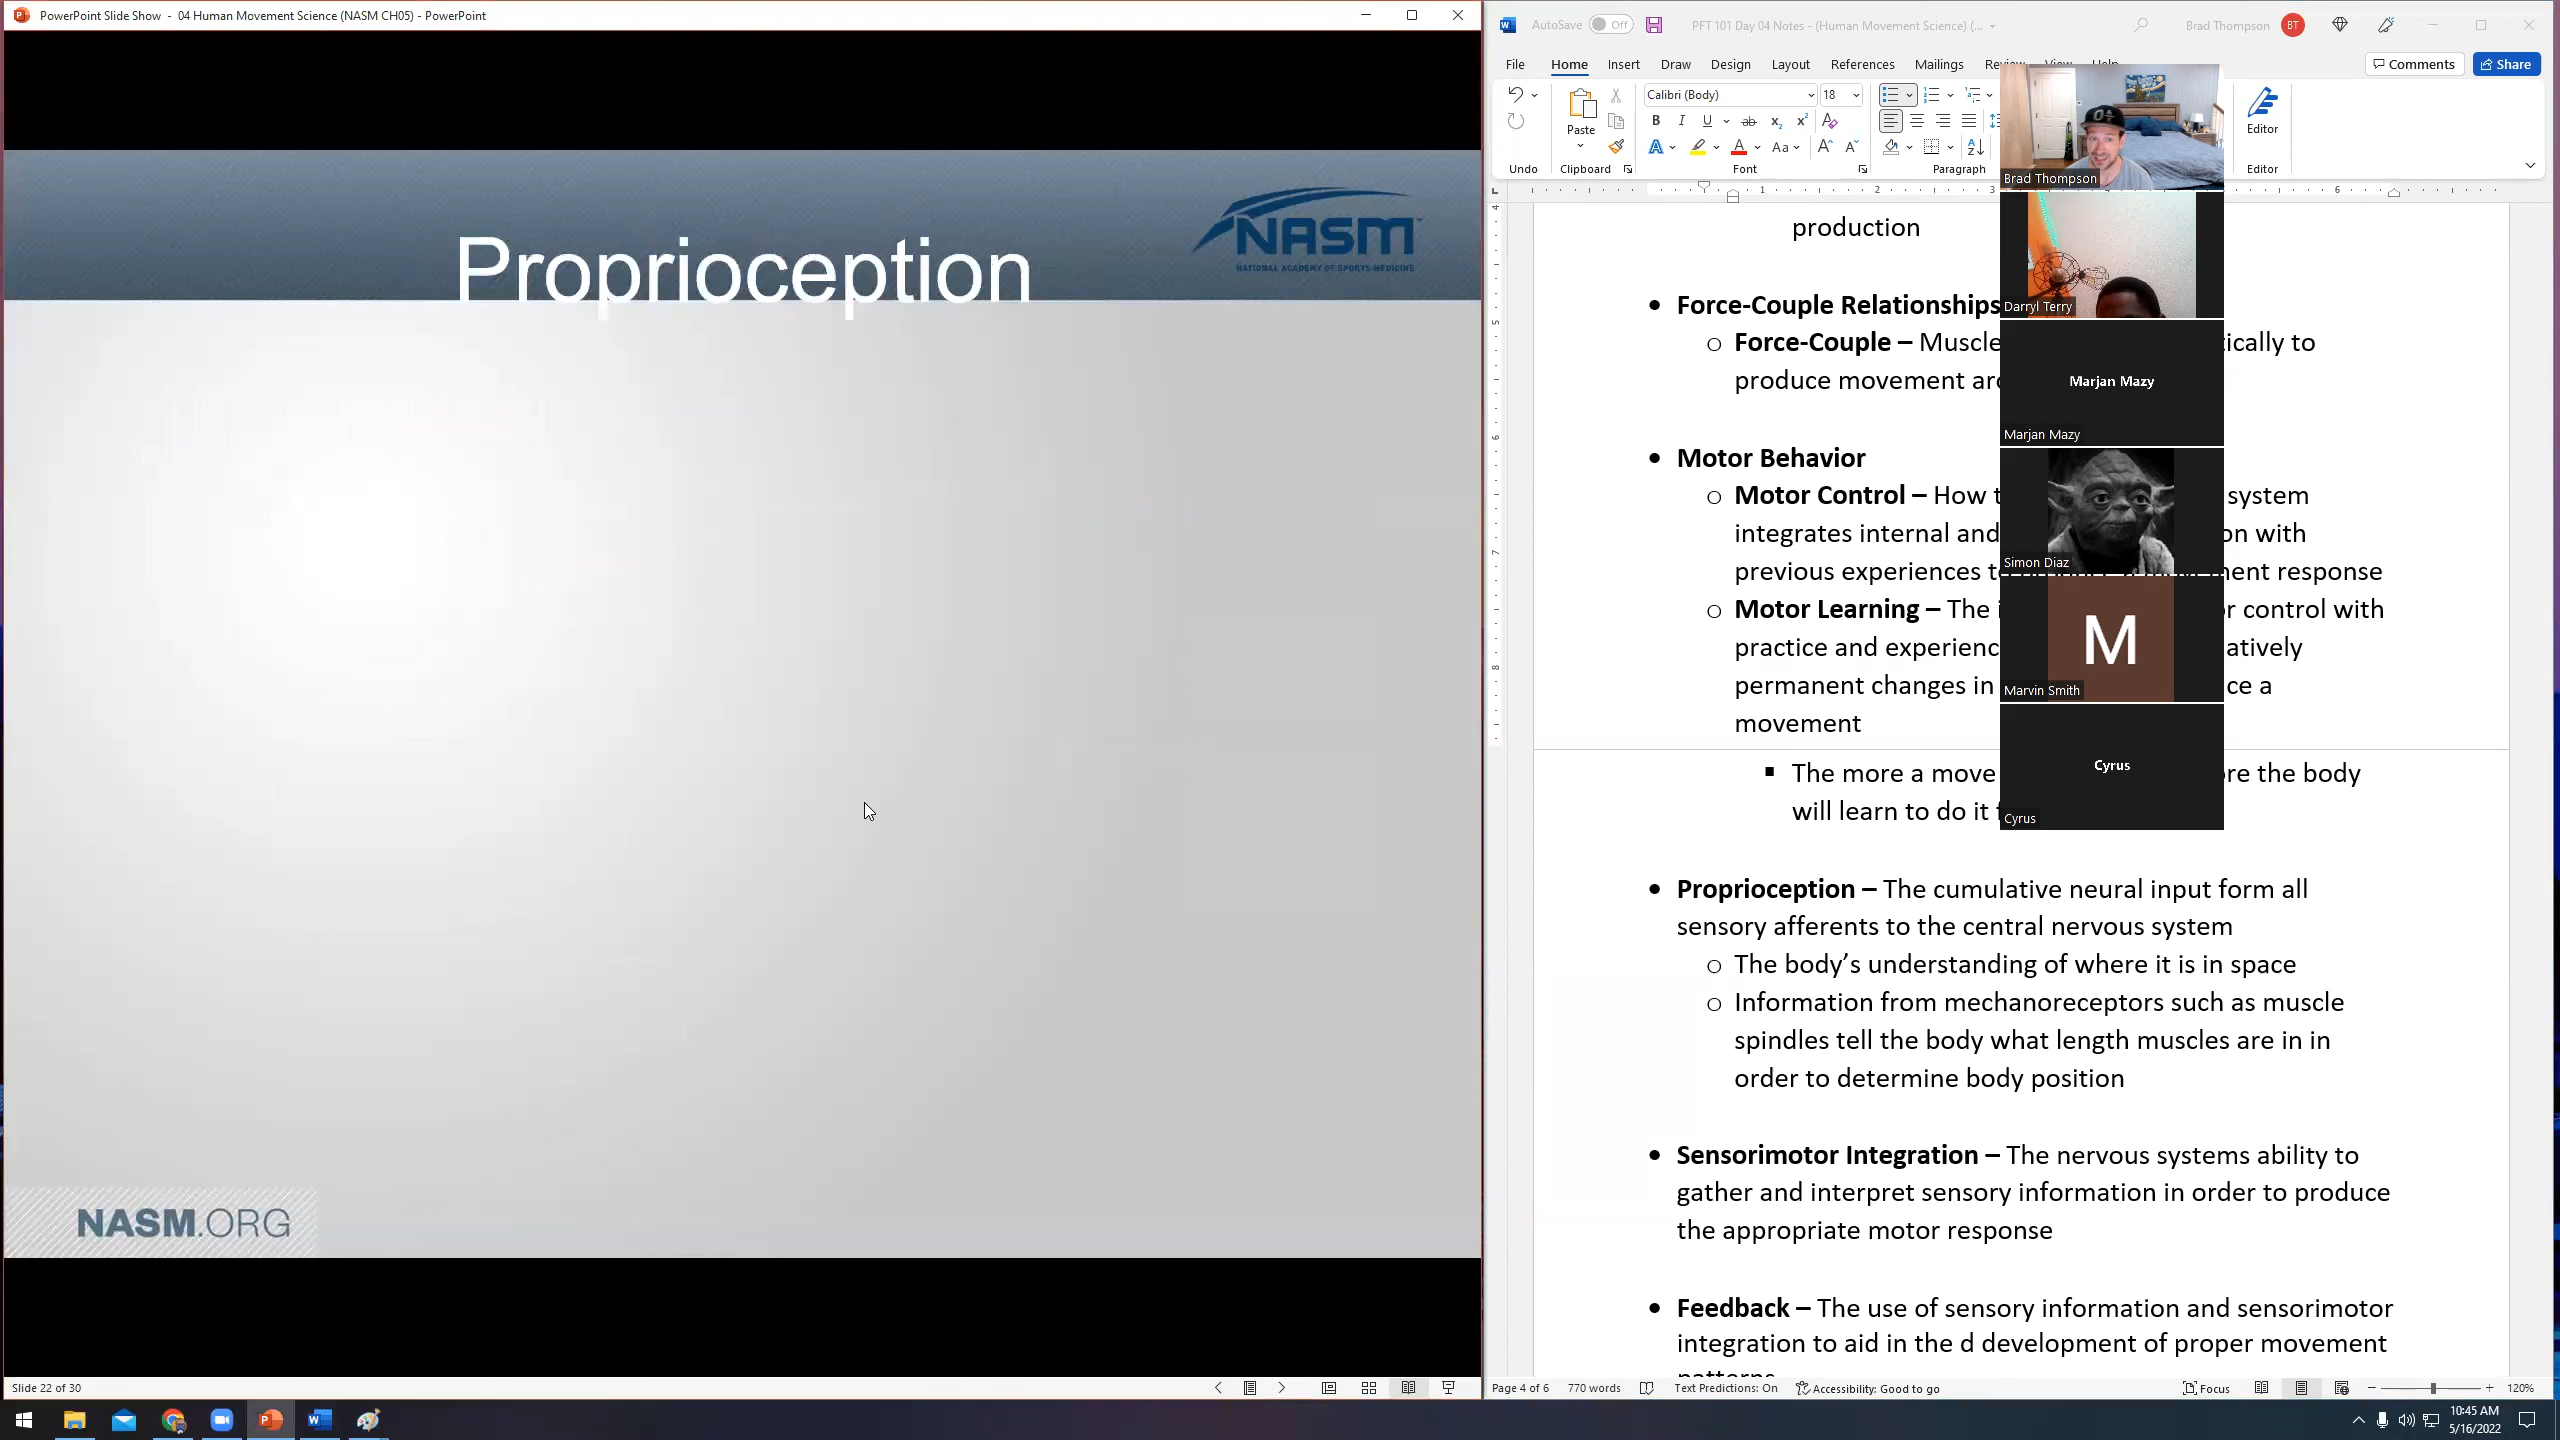 PowerPoint Slide Show - 04 Human Movement Science (NASM CH05) - PowerPoint
Proprioception
NASM
NATIONAL ACADEMY OF SPORTS MEDICINE
NASM.ORG
Slide 22 of 30
AutoSave Off
PFT 101 Day 04 Notes - (Human Movement Science) (...
Brad Thompson
BT
File Home Insert Draw Design Layout References Mailings Review View Help
Comments
Share
Calibri (Body) 18
Paste
Editor
Undo Clipboard Font Paragraph Editor
1 2 3 6
production
• Force-Couple Relationships
o Force-Couple – Muscle
ically to
produce movement
• Motor Behavior
o Motor Control – How
system
integrates internal and
on with
previous experiences
response
o Motor Learning – The
control with
practice and
atively
permanent changes in
ce a
movement
▪ The more a move
the body
will learn to do it
• Proprioception – The cumulative neural input form all
sensory afferents to the central nervous system
o The body’s understanding of where it is in space
o Information from mechanoreceptors such as muscle
spindles tell the body what length muscles are in in
order to determine body position
• Sensorimotor Integration – The nervous systems ability to
gather and interpret sensory information in order to produce
the appropriate motor response
• Feedback – The use of sensory information and sensorimotor
integration to aid in the d development of proper movement
patterns
Brad Thompson
Darryl Terry
Marjan Mazy
Marjan Mazy
Simon Diaz
M
Marvin Smith
Cyrus
Cyrus
Page 4 of 6 770 words Text Predictions: On Accessibility: Good to go
Focus
120%
10:45 AM
5/16/2022